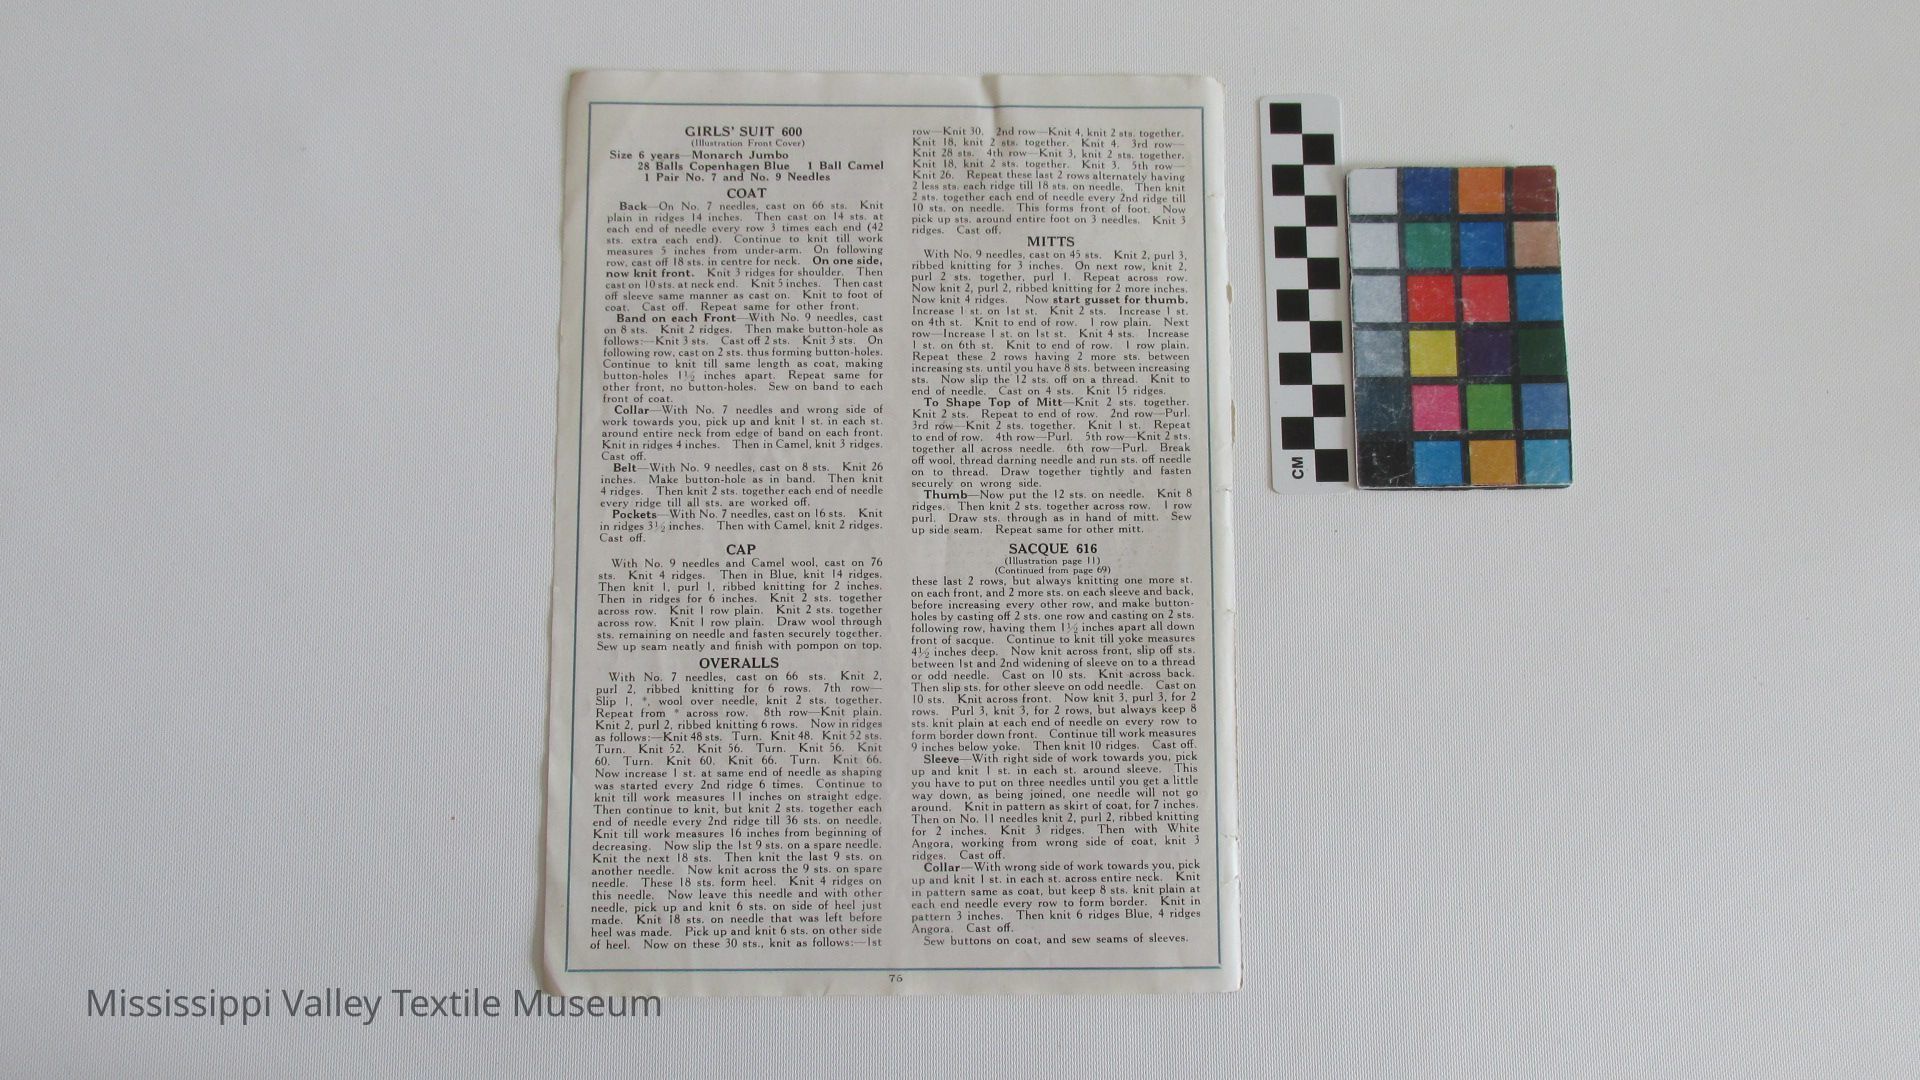 GIRLS' SUIT 600
(Illustration Front Cover)
Size 6 years—Monarch Jumbo
28 Balls Copenhagen Blue 1 Ball Camel
1 Pair No. 7 and No. 9 Needles
COAT
Back—On No. 7 needles, cast on 66 sts. Knit
plain in ridges 14 inches. Then cast on 14 sts. at
each end of needle every row 3 times each end (42
sts. extra each end). Continue to knit till work
measures 5 inches from under-arm. On following
row, cast off 18 sts. in centre for neck. On one side,
now knit front. Knit 3 ridges for shoulder. Then
cast on 10 sts. at neck end. Knit 5 inches. Then cast
off sleeve same manner as cast on. Knit to foot of
coat. Cast off. Repeat same for other front.
Band on each Front—With No. 9 needles, cast
on 8 sts. Knit 2 ridges. Then make button-hole as
follows:—Knit 3 sts. Cast off 2 sts. Knit 3 sts. On
following row, cast on 2 sts. thus forming button-holes.
Continue to knit till same length as coat, making
button-holes 1½ inches apart. Repeat same for
other front, no button-holes. Sew on band to each
front of coat.
Collar—With No. 7 needles and wrong side of
work towards you, pick up and knit 1 st. in each st.
around entire neck from edge of band on each front.
Knit in ridges 4 inches. Then in Camel, knit 3 ridges.
Cast off.
Belt—With No. 9 needles, cast on 8 sts. Knit 26
inches. Make button-hole as in band. Then knit
4 ridges. Then knit 2 sts. together each end of needle
every ridge till all sts. are worked off.
Pockets—With No. 7 needles, cast on 16 sts. Knit
in ridges 3½ inches. Then with Camel, knit 2 ridges.
Cast off.
CAP
With No. 9 needles and Camel wool, cast on 76
sts. Knit 4 ridges. Then in Blue, knit 14 ridges.
Then knit 1, purl 1, ribbed knitting for 2 inches.
Then in ridges for 6 inches. Knit 2 sts. together
across row. Knit 1 row plain. Knit 2 sts. together
across row. Knit 1 row plain. Draw wool through
sts. remaining on needle and fasten securely together.
Sew up seam neatly and finish with pompon on top.
OVERALLS
With No. 7 needles, cast on 66 sts. Knit 2,
purl 2, ribbed knitting for 6 rows. 7th row—
Slip 1, *, wool over needle, knit 2 sts. together.
Repeat from * across row. 8th row—Knit plain.
Knit 2, purl 2, ribbed knitting 6 rows. Now in ridges
as follows:—Knit 48 sts. Turn. Knit 48. Knit 52 sts.
Turn. Knit 52. Knit 56. Turn. Knit 56. Knit
60. Turn. Knit 60. Knit 66. Turn. Knit 66.
Now increase 1 st. at same end of needle as shaping
was started every 2nd ridge 6 times. Continue to
knit till work measures 11 inches on straight edge.
Then continue to knit, but knit 2 sts. together each
end of needle every 2nd ridge till 36 sts. on needle.
Knit till work measures 16 inches from beginning of
decreasing. Now slip the 1st 9 sts. on a spare needle.
Knit the next 18 sts. Then knit the last 9 sts. on
another needle. Now knit across the 9 sts. on spare
needle. These 18 sts. form heel. Knit 4 ridges on
this needle. Now leave this needle and with other
needle, pick up and knit 6 sts. on side of heel just
made. Knit 18 sts. on needle that was left before
heel was made. Pick up and knit 6 sts. on other side
of heel. Now on these 30 sts., knit as follows:—1st
row—Knit 30. 2nd row—Knit 4, knit 2 sts. together.
Knit 18, knit 2 sts. together. Knit 4. 3rd row—
Knit 28 sts. 4th row—Knit 3, knit 2 sts. together.
Knit 18, knit 2 sts. together. Knit 3. 5th row—
Knit 26. Repeat these last 2 rows alternately having
2 less sts. each ridge till 18 sts. on needle. Then knit
2 sts. together each end of needle every 2nd ridge till
10 sts. on needle. This forms front of foot. Now
pick up sts. around entire foot on 3 needles. Knit 3
ridges. Cast off.
MITTS
With No. 9 needles, cast on 45 sts. Knit 2, purl 3,
ribbed knitting for 3 inches. On next row, knit 2,
purl 2 sts. together, purl 1. Repeat across row.
Now knit 2, purl 2, ribbed knitting for 2 more inches.
Now knit 4 ridges. Now start gusset for thumb.
Increase 1 st. on 1st st. Knit 2 sts. Increase 1 st.
on 4th st. Knit to end of row. 1 row plain. Next
row—Increase 1 st. on 1st st. Knit 4 sts. Increase
1 st. on 6th st. Knit to end of row. 1 row plain.
Repeat these 2 rows having 2 more sts. between
increasing sts. until you have 8 sts. between increasing
sts. Now slip the 12 sts. off on a thread. Knit to
end of needle. Cast on 4 sts. Knit 15 ridges.
To Shape Top of Mitt—Knit 2 sts. together.
Knit 2 sts. Repeat to end of row. 2nd row—Purl.
3rd row—Knit 2 sts. together. Knit 1 st. Repeat
to end of row. 4th row—Purl. 5th row—Knit 2 sts.
together all across needle. 6th row—Purl. Break
off wool, thread darning needle and run sts. off needle
on to thread. Draw together tightly and fasten
securely on wrong side.
Thumb—Now put the 12 sts. on needle. Knit 8
ridges. Then knit 2 sts. together across row. 1 row
purl. Draw sts. through as in hand of mitt. Sew
up side seam. Repeat same for other mitt.
SACQUE 616
(Illustration page 11)
(Continued from page 69)
these last 2 rows, but always knitting one more st.
on each front, and 2 more sts. on each sleeve and back,
before increasing every other row, and make button-
holes by casting off 2 sts. one row and casting on 2 sts.
following row, having them 1½ inches apart all down
front of sacque. Continue to knit till yoke measures
4½ inches deep. Now knit across front, slip off sts.
between 1st and 2nd widening of sleeve on to a thread
or odd needle. Cast on 10 sts. Knit across back.
Then slip sts. for other sleeve on odd needle. Cast on
10 sts. Knit across front. Now knit 3, purl 3, for 2
rows. Purl 3, knit 3, for 2 rows, but always keep 8
sts. knit plain at each end of needle on every row to
form border down front. Continue till work measures
9 inches below yoke. Then knit 10 ridges. Cast off.
Sleeve—With right side of work towards you, pick
up and knit 1 st. in each st. around sleeve. This
you have to put on three needles until you get a little
way down, as being joined, one needle will not go
around. Knit in pattern as skirt of coat, for 7 inches.
Then on No. 11 needles knit 2, purl 2, ribbed knitting
for 2 inches. Knit 3 ridges. Then with White
Angora, working from wrong side of coat, knit 3
ridges. Cast off.
Collar—With wrong side of work towards you, pick
up and knit 1 st. in each st. across entire neck. Knit
in pattern same as coat, but keep 8 sts. knit plain at
each end needle every row to form border. Knit in
pattern 3 inches. Then knit 6 ridges Blue, 4 ridges
Angora. Cast off.
Sew buttons on coat, and sew seams of sleeves.
76
CM
Mississippi Valley Textile Museum